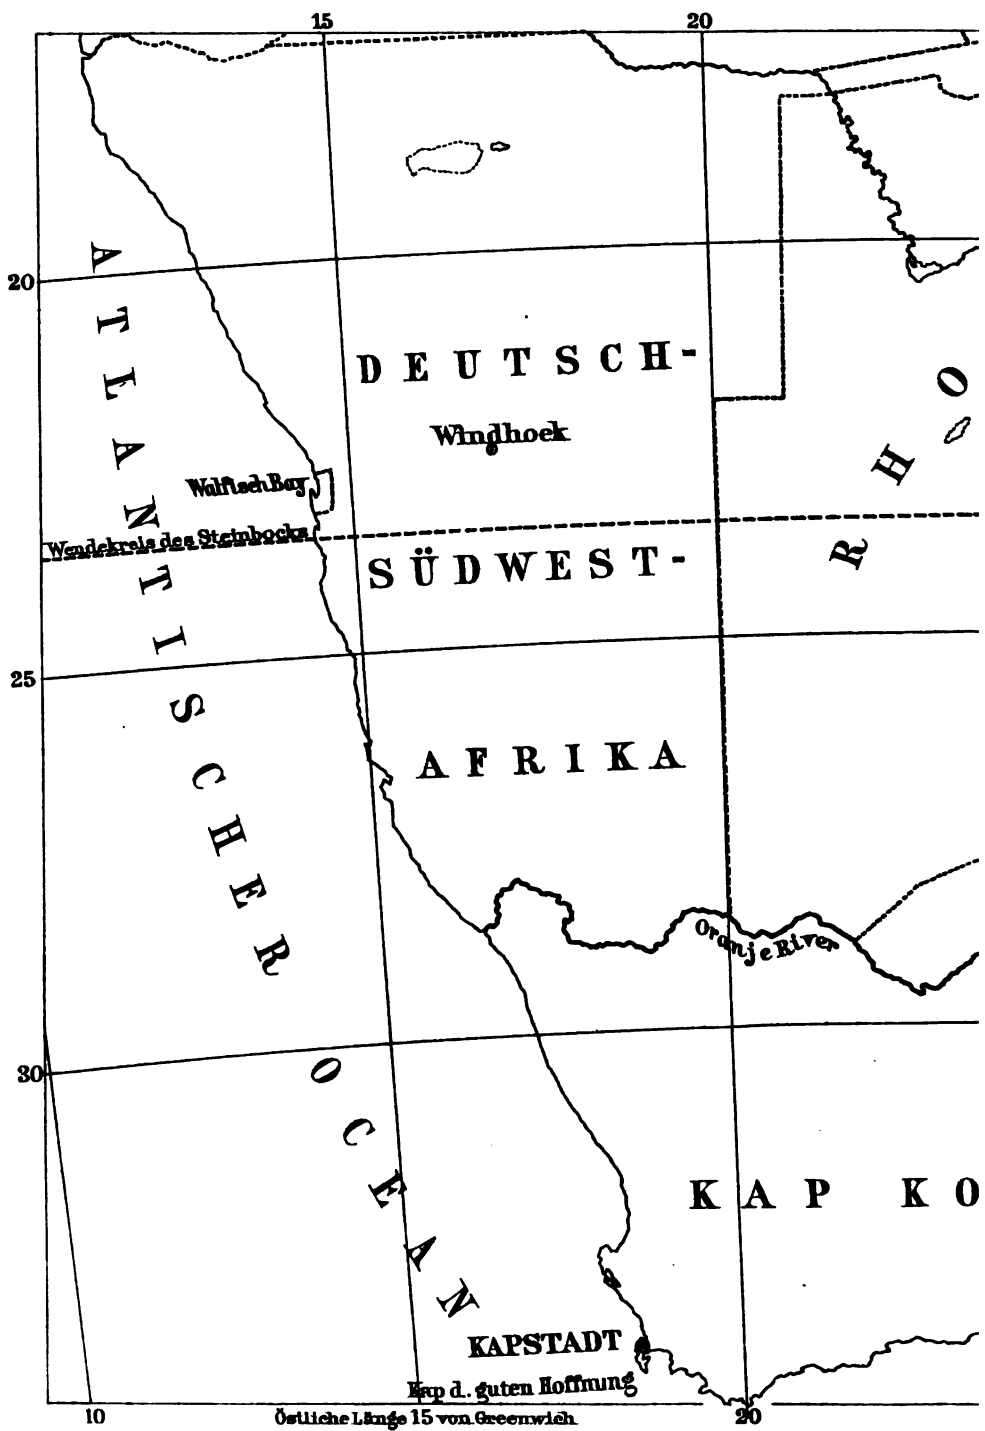 15 20
20
DEUTSCH-
Windhoek
Walfisch Bay
Wendekreis des Steinbocks
SÜDWEST-
25
AFRIKA
ATLANTISCHER OCEAN
RHO
Oranje River
30
KAP KO
KAPSTADT
Kap d. guten Hoffnung
10 Östliche Länge 15 von Greenwich 20